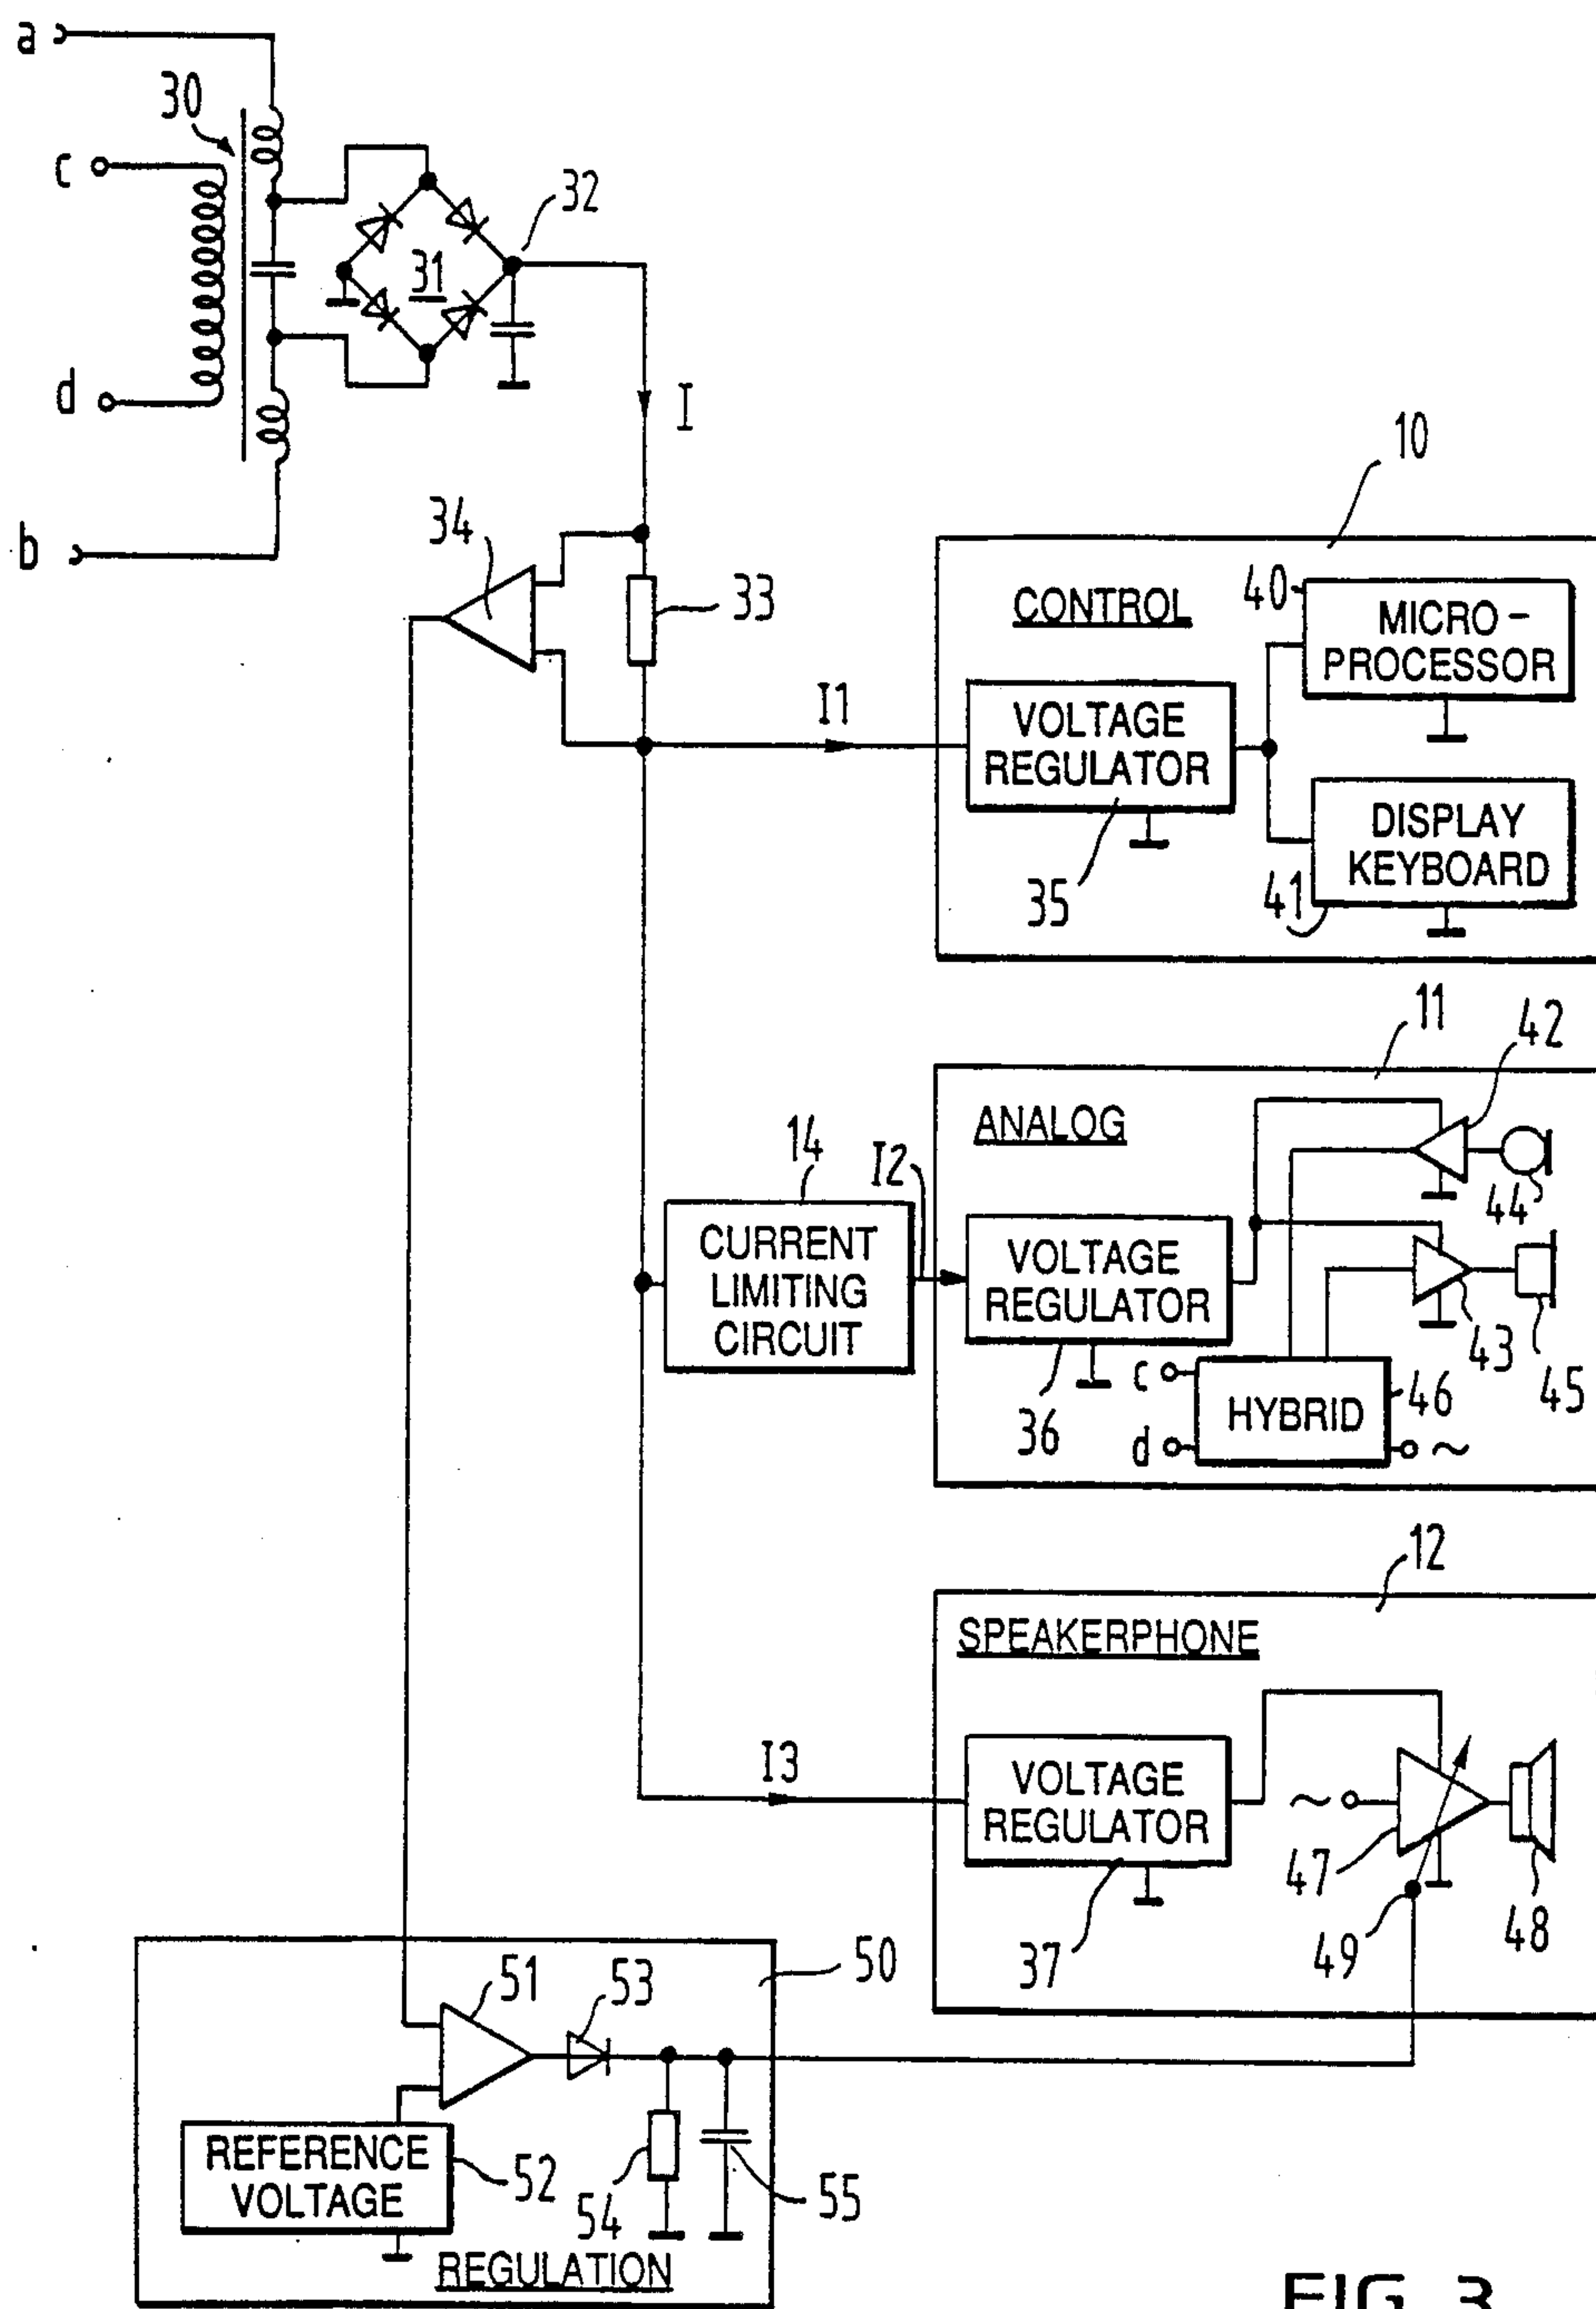 a
30
c
32
31
d
I
b
34
33
10
CONTROL
40
MICRO-
PROCESSOR
I1
VOLTAGE
REGULATOR
35
DISPLAY
KEYBOARD
41
11
42
ANALOG
14
I2
44
CURRENT
LIMITING
CIRCUIT
VOLTAGE
REGULATOR
43
45
36
c
d
HYBRID
46
~
12
SPEAKERPHONE
I3
VOLTAGE
REGULATOR
~
47
48
37
49
50
51
53
REFERENCE
VOLTAGE
52
54
55
REGULATION
FIG. 3